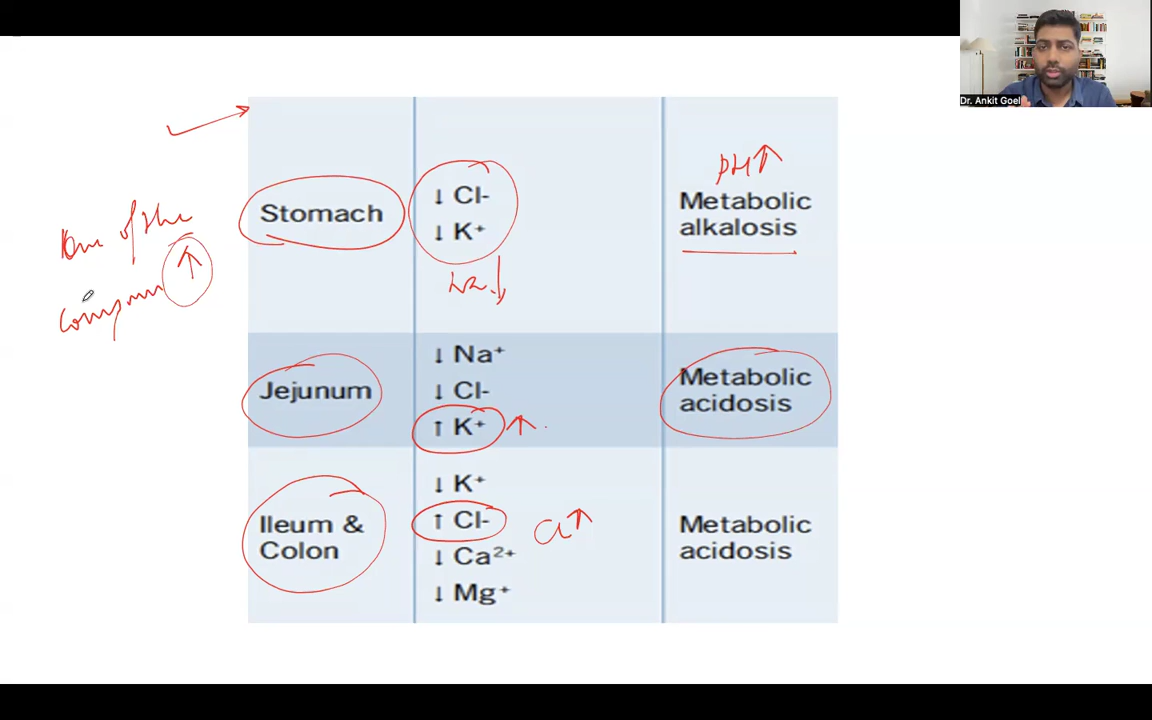 Dr. Ankit Goel
PH↑
Stomach
↓ Cl-
↓ K+
Metabolic
alkalosis
One of the
↑
↓
Jejunum
↓ Na+
↓ Cl-
↑ K+ ↑
Metabolic
acidosis
Ileum &
Colon
↓ K+
↑ Cl-
Cl↑
↓ Ca2+
↓ Mg+
Metabolic
acidosis